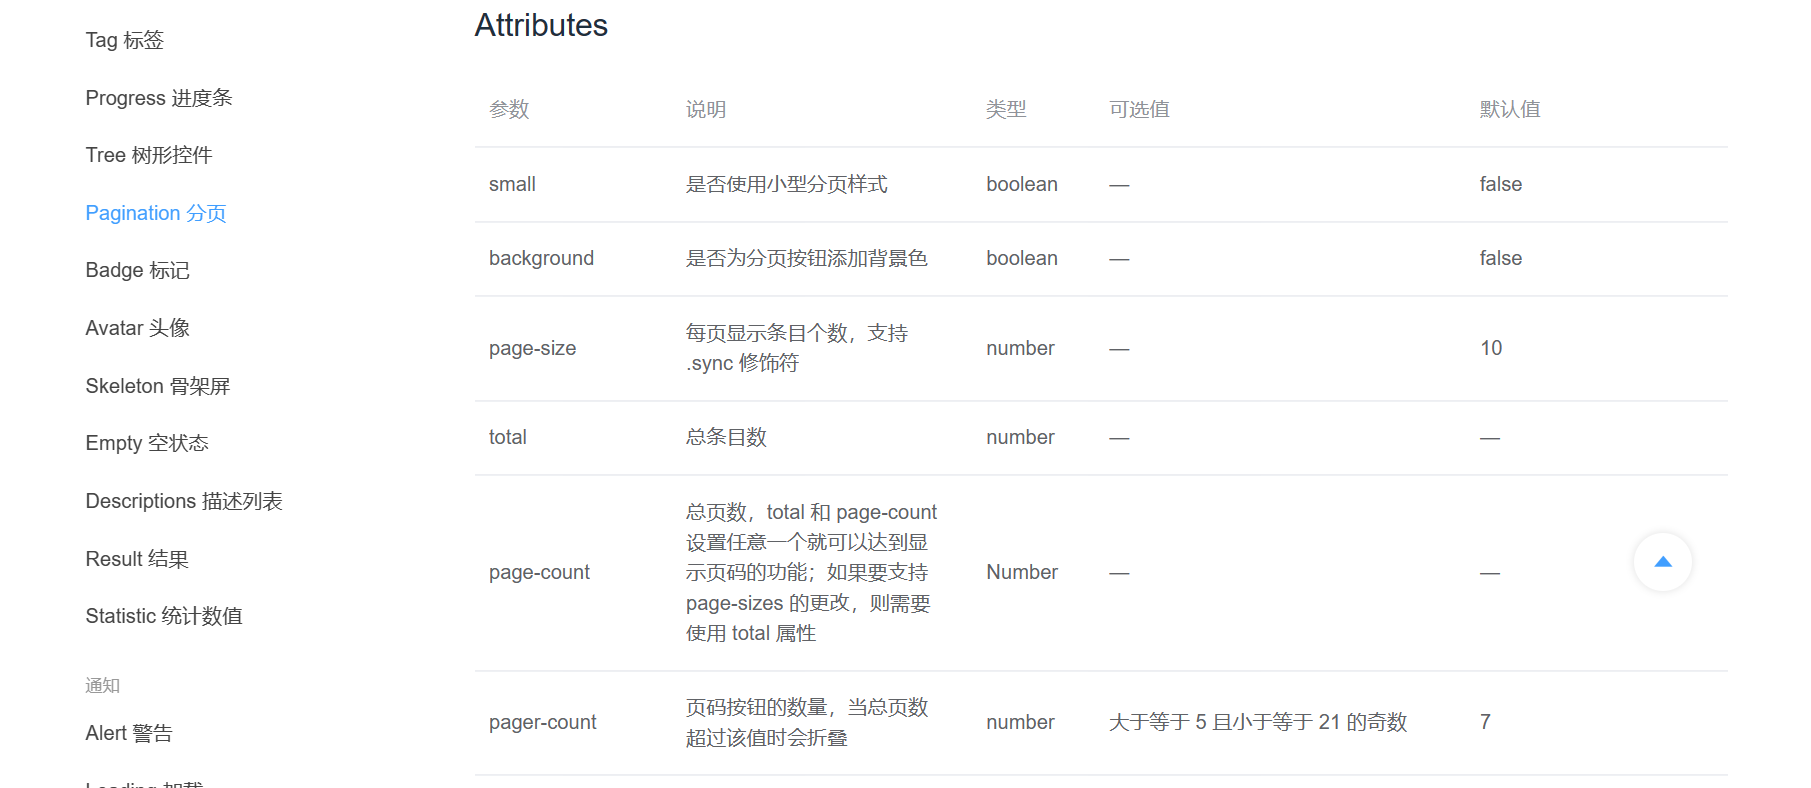 Tag 标签
Progress 进度条
Tree 树形控件
Pagination 分页
Badge 标记
Avatar 头像
Skeleton 骨架屏
Empty 空状态
Descriptions 描述列表
Result 结果
Statistic 统计数值
通知
Alert 警告
Loading 加载
Attributes
参数 说明 类型 可选值 默认值
small 是否使用小型分页样式 boolean — false
background 是否为分页按钮添加背景色 boolean — false
page-size 每页显示条目个数，支持 number — 10
.sync 修饰符
total 总条目数 number — —
总页数，total 和 page-count
设置任意一个就可以达到显
page-count 示页码的功能；如果要支持 Number — —
page-sizes 的更改，则需要
使用 total 属性
pager-count 页码按钮的数量，当总页数 number 大于等于 5 且小于等于 21 的奇数 7
超过该值时会折叠